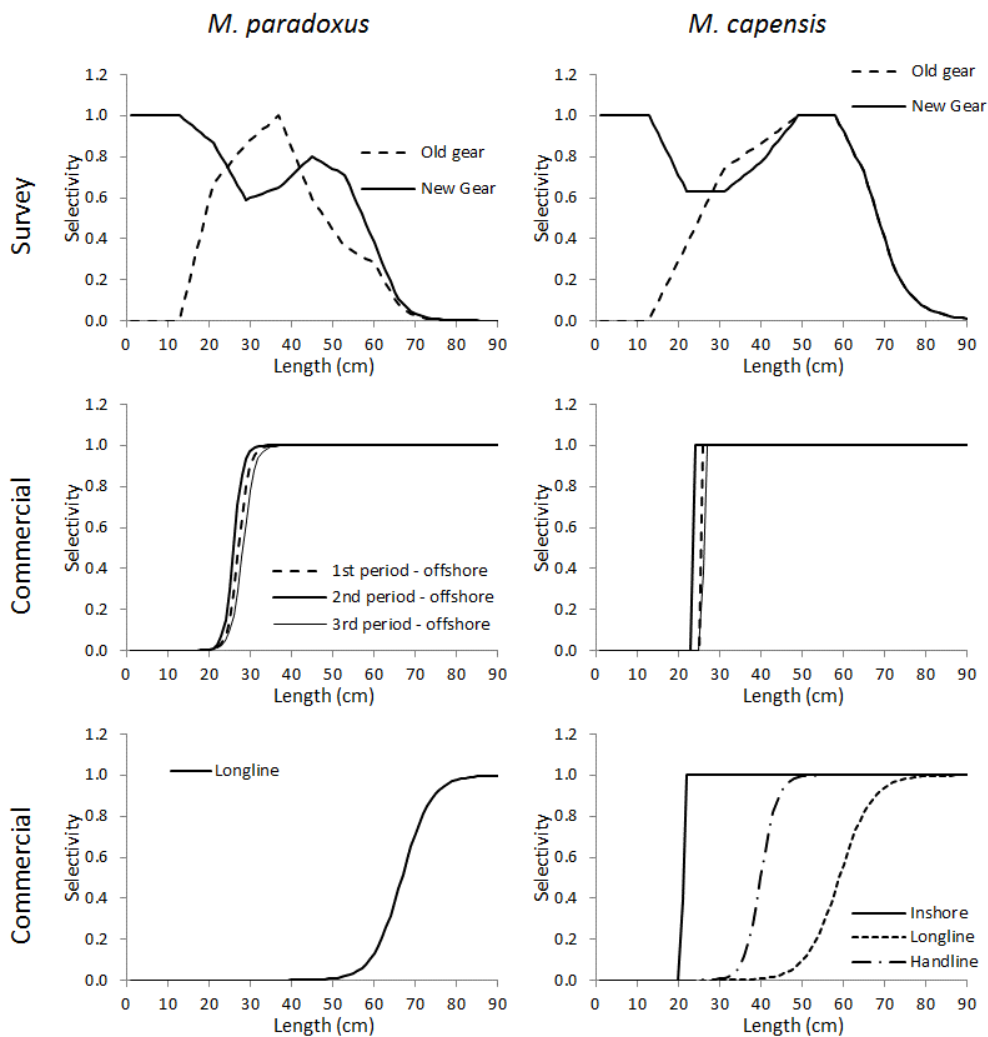 M. paradoxus
M. capensis
Survey
Selectivity
1.2
1.0
0.8
0.6
0.4
0.2
0.0
Old gear
New Gear
0 10 20 30 40 50 60 70 80 90
Length (cm)
Selectivity
1.2
1.0
0.8
0.6
0.4
0.2
0.0
Old gear
New Gear
0 10 20 30 40 50 60 70 80 90
Length (cm)
Commercial
Selectivity
1.2
1.0
0.8
0.6
0.4
0.2
0.0
1st period - offshore
2nd period - offshore
3rd period - offshore
0 10 20 30 40 50 60 70 80 90
Length (cm)
Selectivity
1.2
1.0
0.8
0.6
0.4
0.2
0.0
0 10 20 30 40 50 60 70 80 90
Length (cm)
Commercial
Selectivity
1.2
1.0
0.8
0.6
0.4
0.2
0.0
Longline
0 10 20 30 40 50 60 70 80 90
Length (cm)
Selectivity
1.2
1.0
0.8
0.6
0.4
0.2
0.0
Inshore
Longline
Handline
0 10 20 30 40 50 60 70 80 90
Length (cm)